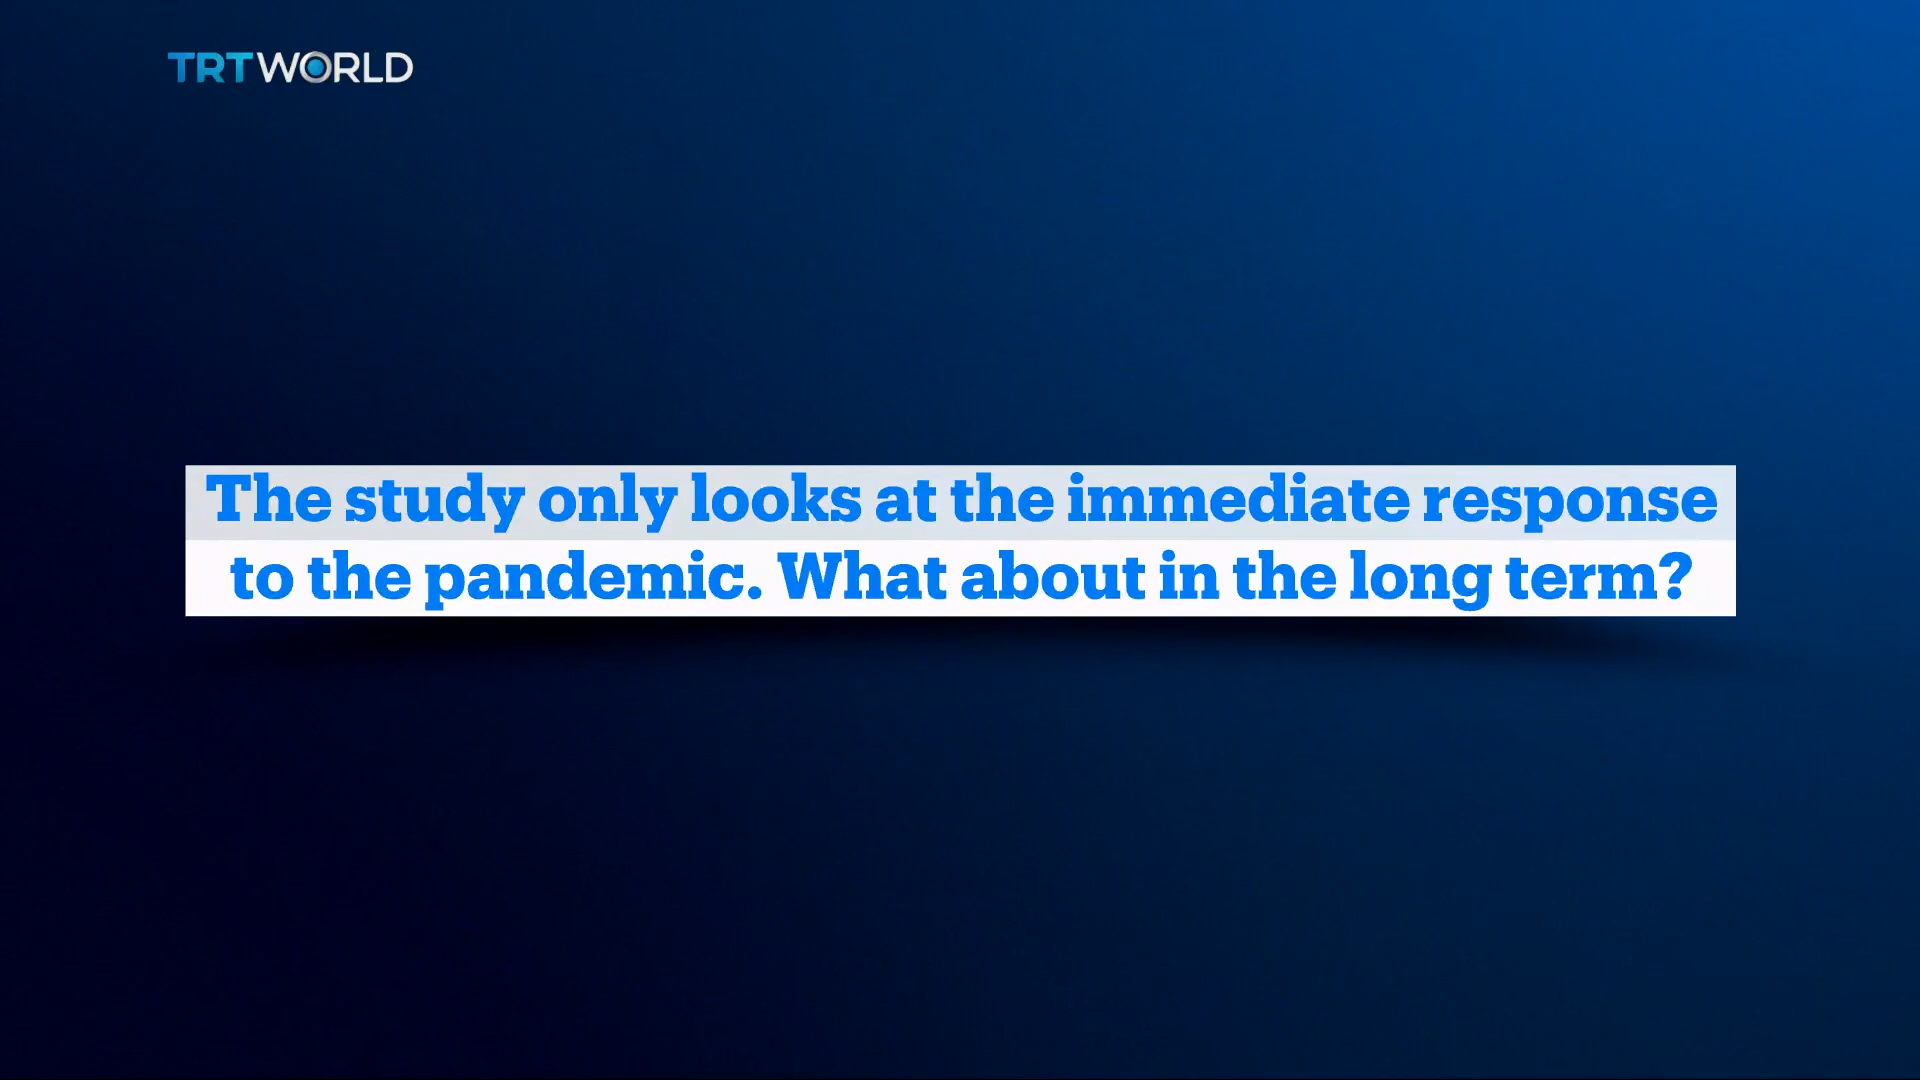 TRTWORLD
The study only looks at the immediate response
to the pandemic. What about in the long term?